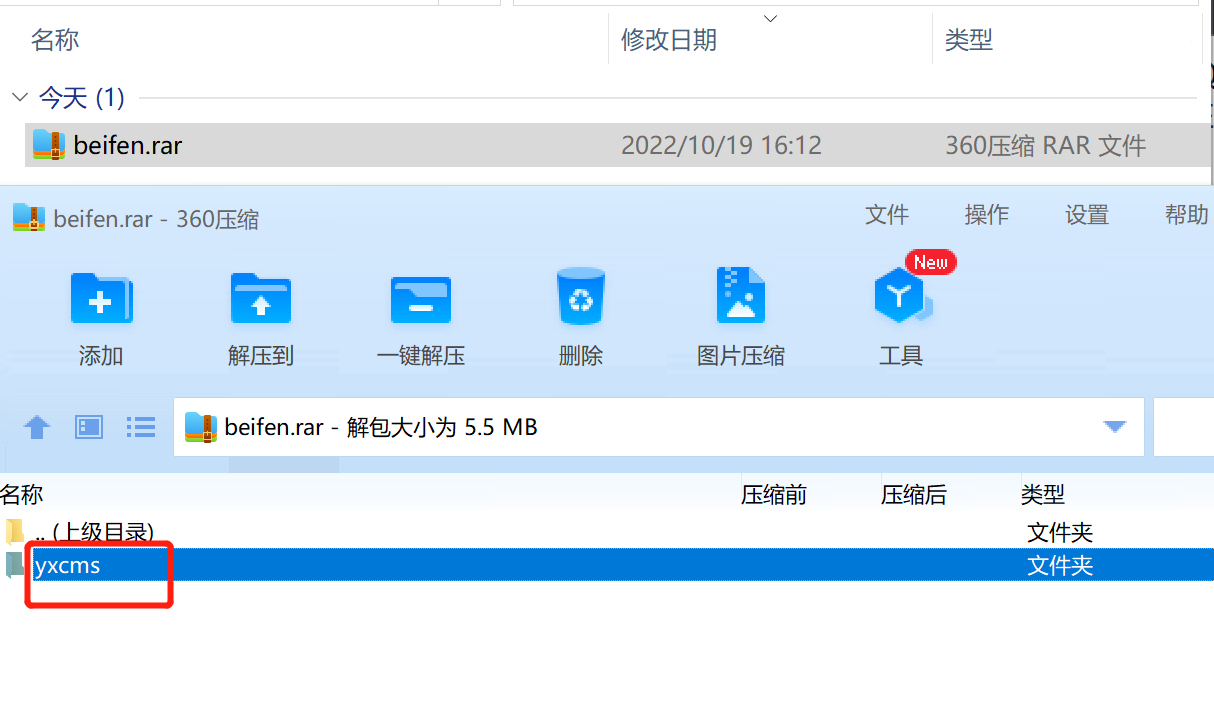 名称 修改日期 类型
今天 (1)
beifen.rar 2022/10/19 16:12 360压缩 RAR 文件
beifen.rar - 360压缩 文件 操作 设置 帮助
New
添加 解压到 一键解压 删除 图片压缩 工具
beifen.rar - 解包大小为 5.5 MB
名称 压缩前 压缩后 类型
.. (上级目录) 文件夹
yxcms 文件夹